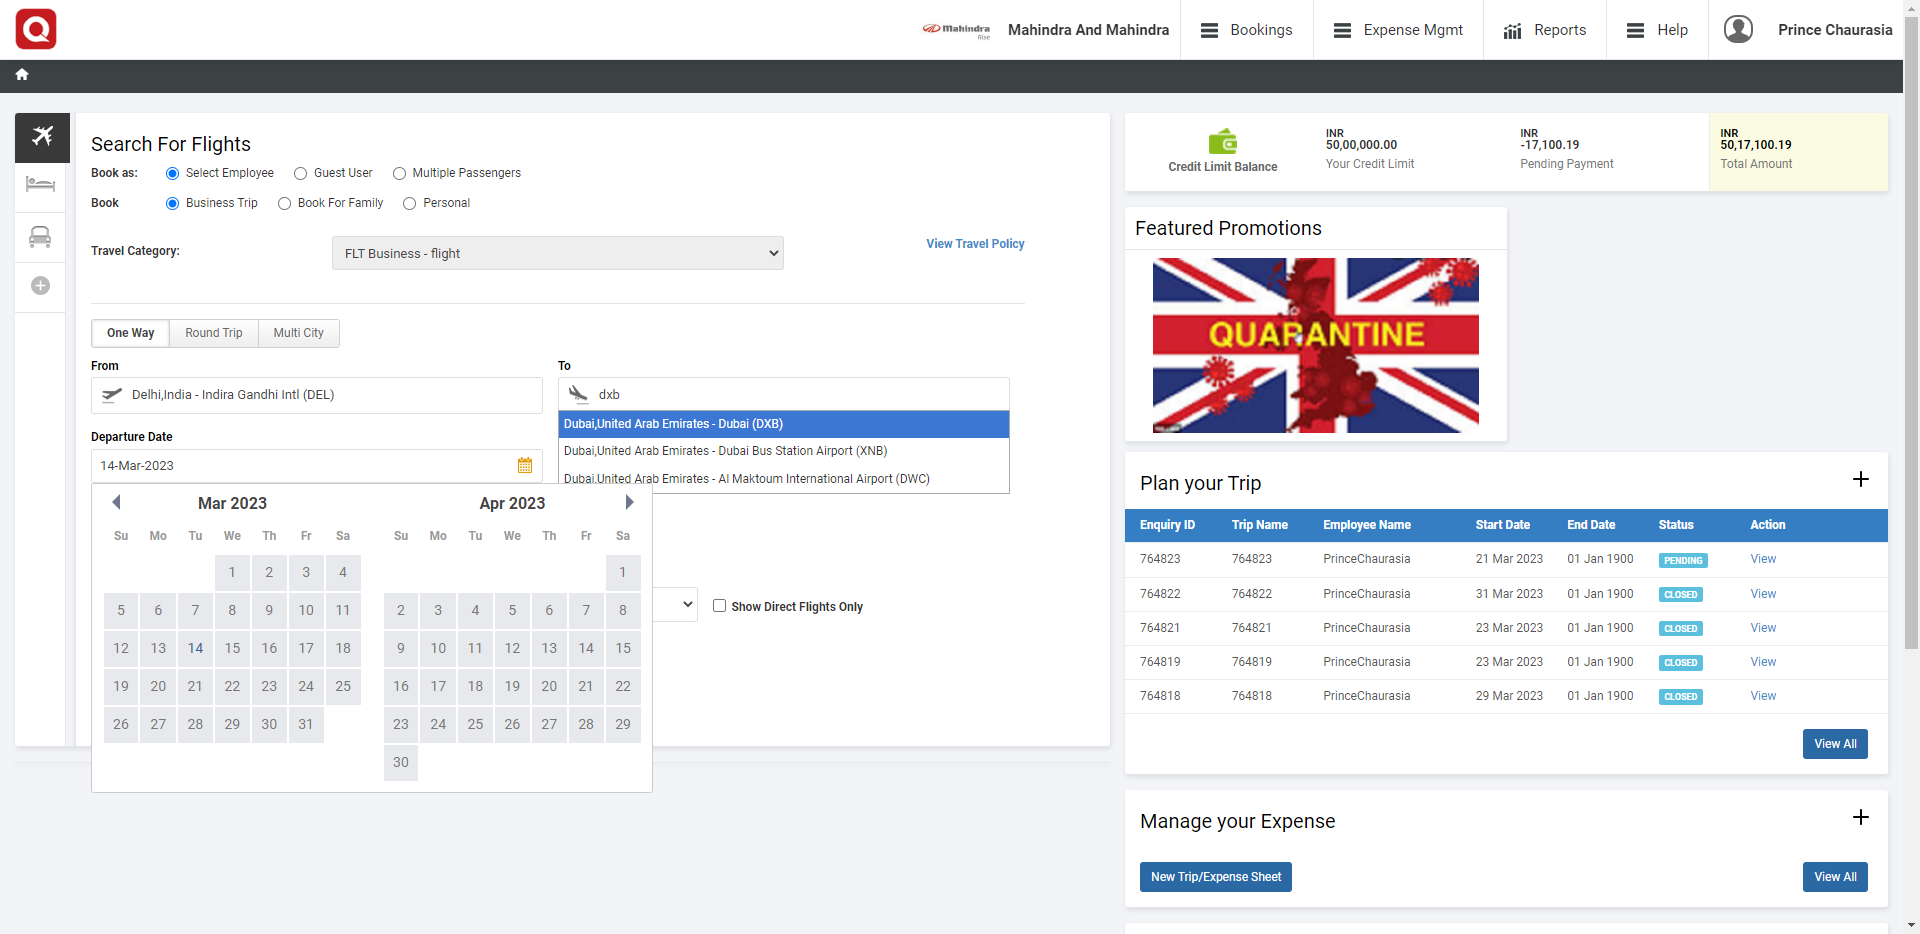 Q
mahindra Rise
Mahindra And Mahindra
Bookings
Expense Mgmt
Reports
Help
Prince Chaurasia
Search For Flights
Book as: Select Employee Guest User Multiple Passengers
Book Business Trip Book For Family Personal
Travel Category: FLT Business - flight View Travel Policy
One Way Round Trip Multi City
From
Delhi,India - Indira Gandhi Intl (DEL)
To
dxb
Dubai,United Arab Emirates - Dubai (DXB)
Dubai,United Arab Emirates - Dubai Bus Station Airport (XNB)
Dubai,United Arab Emirates - Al Maktoum International Airport (DWC)
Departure Date
14-Mar-2023
Mar 2023
Su Mo Tu We Th Fr Sa
1 2 3 4
5 6 7 8 9 10 11
12 13 14 15 16 17 18
19 20 21 22 23 24 25
26 27 28 29 30 31
Apr 2023
Su Mo Tu We Th Fr Sa
1
2 3 4 5 6 7 8
9 10 11 12 13 14 15
16 17 18 19 20 21 22
23 24 25 26 27 28 29
30
Show Direct Flights Only
Credit Limit Balance
INR
50,00,000.00
Your Credit Limit
INR
-17,100.19
Pending Payment
INR
50,17,100.19
Total Amount
Featured Promotions
QUARANTINE
Plan your Trip
Enquiry ID Trip Name Employee Name Start Date End Date Status Action
764823 764823 PrinceChaurasia 21 Mar 2023 01 Jan 1900 PENDING View
764822 764822 PrinceChaurasia 31 Mar 2023 01 Jan 1900 CLOSED View
764821 764821 PrinceChaurasia 23 Mar 2023 01 Jan 1900 CLOSED View
764819 764819 PrinceChaurasia 23 Mar 2023 01 Jan 1900 CLOSED View
764818 764818 PrinceChaurasia 29 Mar 2023 01 Jan 1900 CLOSED View
View All
Manage your Expense
New Trip/Expense Sheet
View All